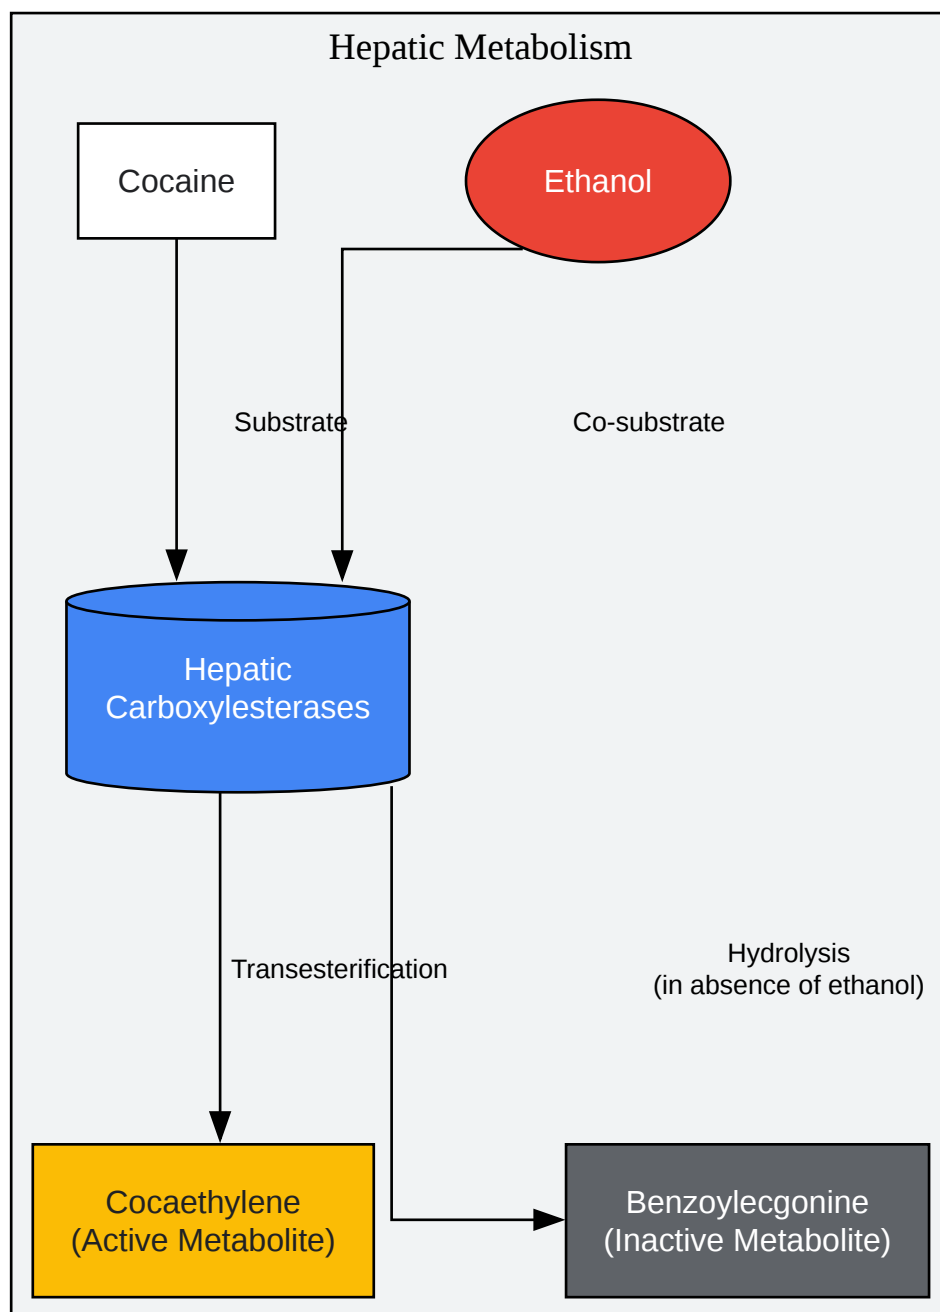 Hepatic Metabolism
Cocaine
Ethanol
Substrate
Co-substrate
Hepatic
Carboxylesterases
Transesterification
Hydrolysis
(in absence of ethanol)
Cocaethylene
(Active Metabolite)
Benzoylecgonine
(Inactive Metabolite)